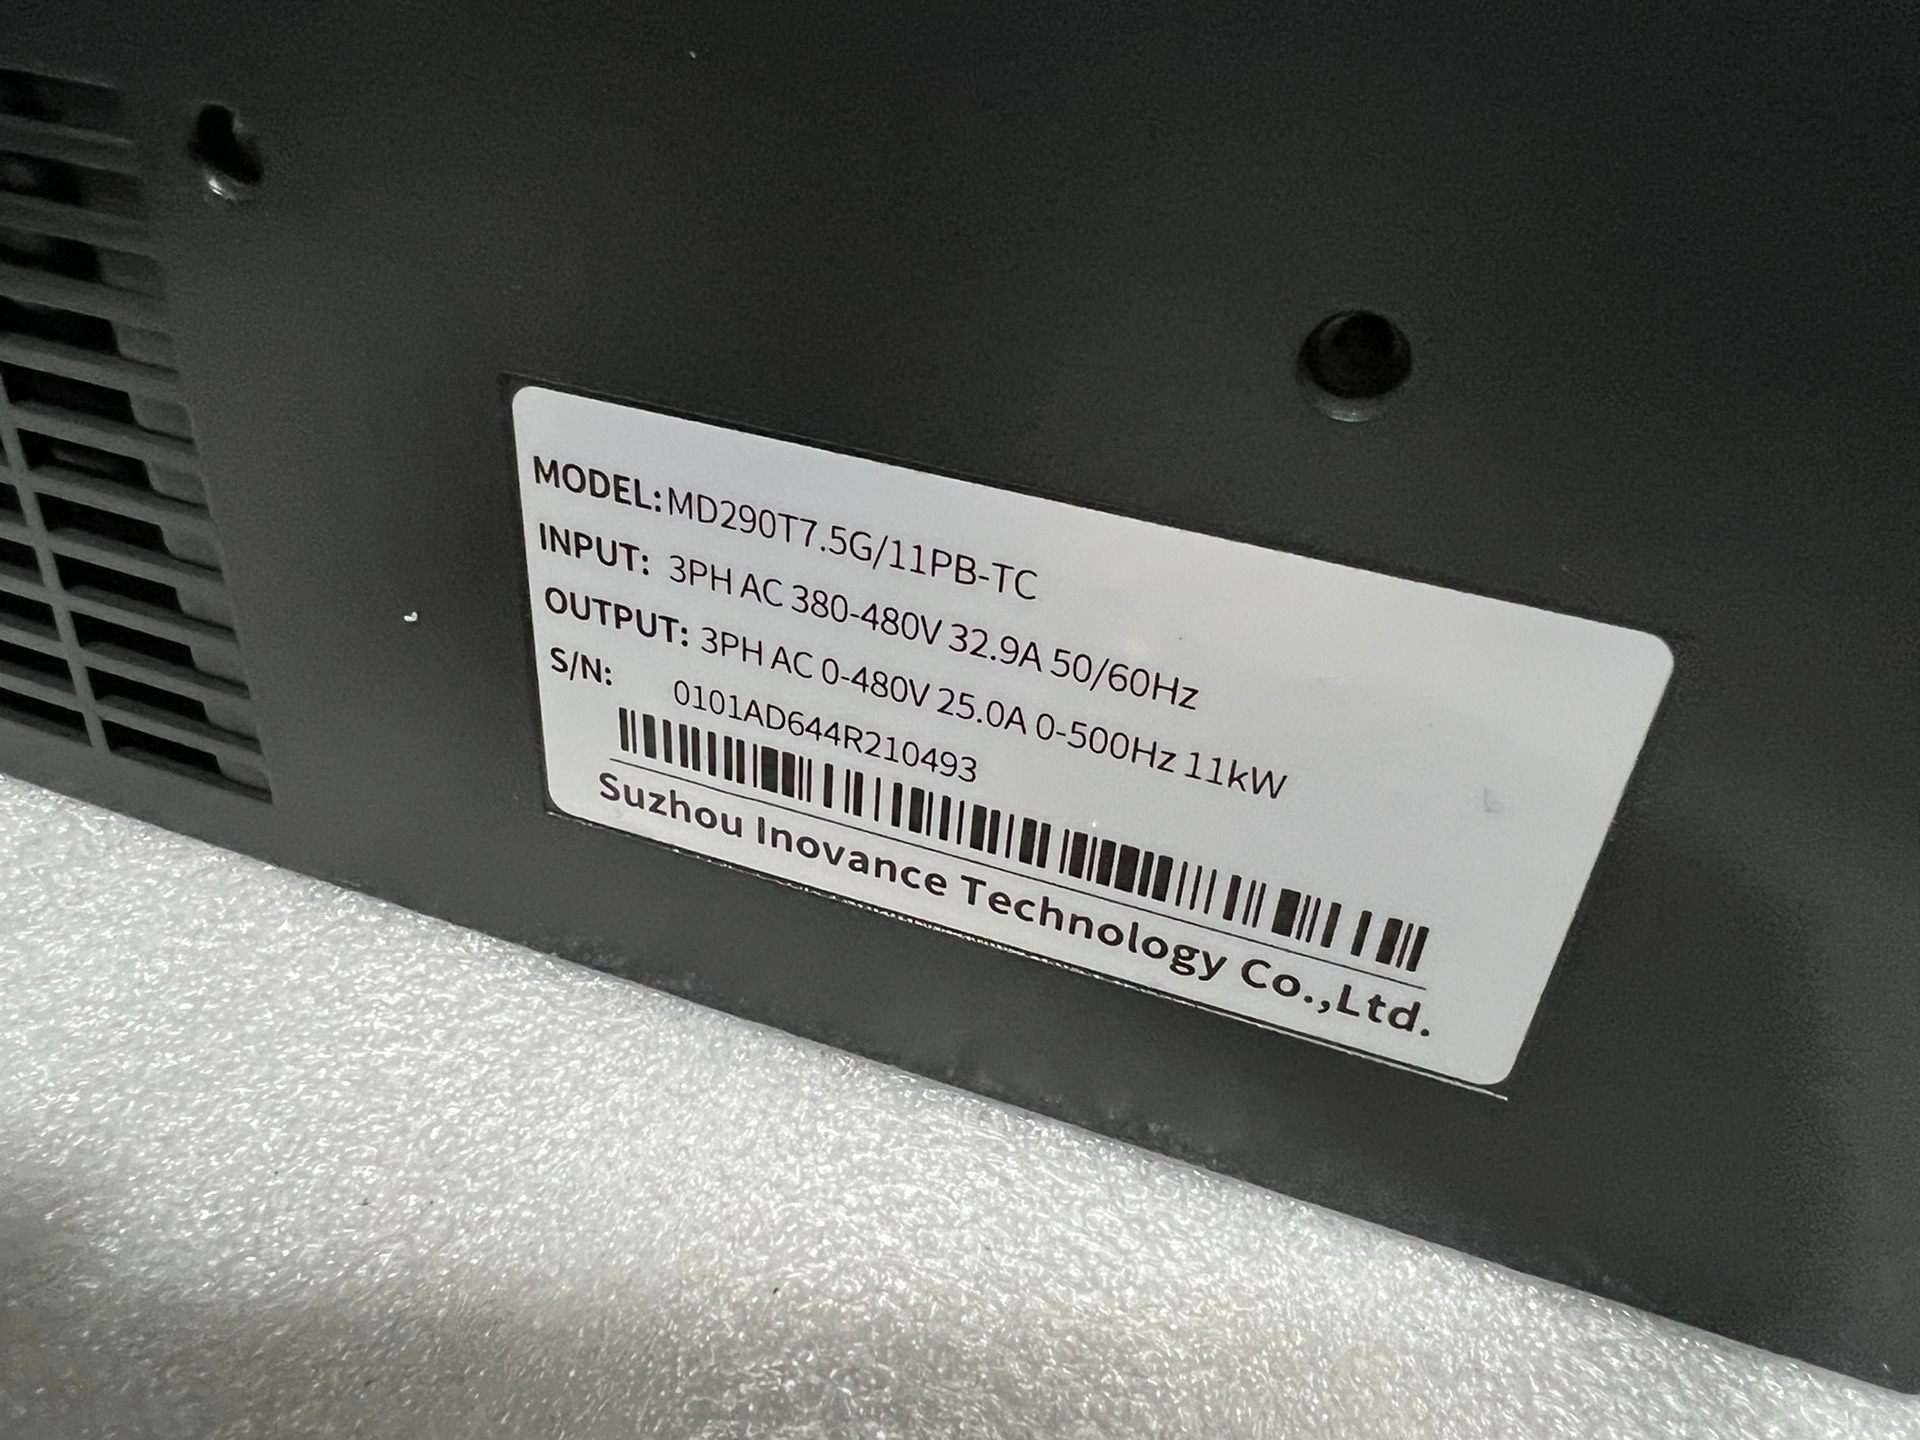 MODEL: MD290T7.5G/11PB-TC
INPUT: 3PH AC 380-480V 32.9A 50/60Hz
OUTPUT: 3PH AC 0-480V 25.0A 0-500Hz 11kW
S/N: 0101AD644R210493
Suzhou Inovance Technology Co.,Ltd.